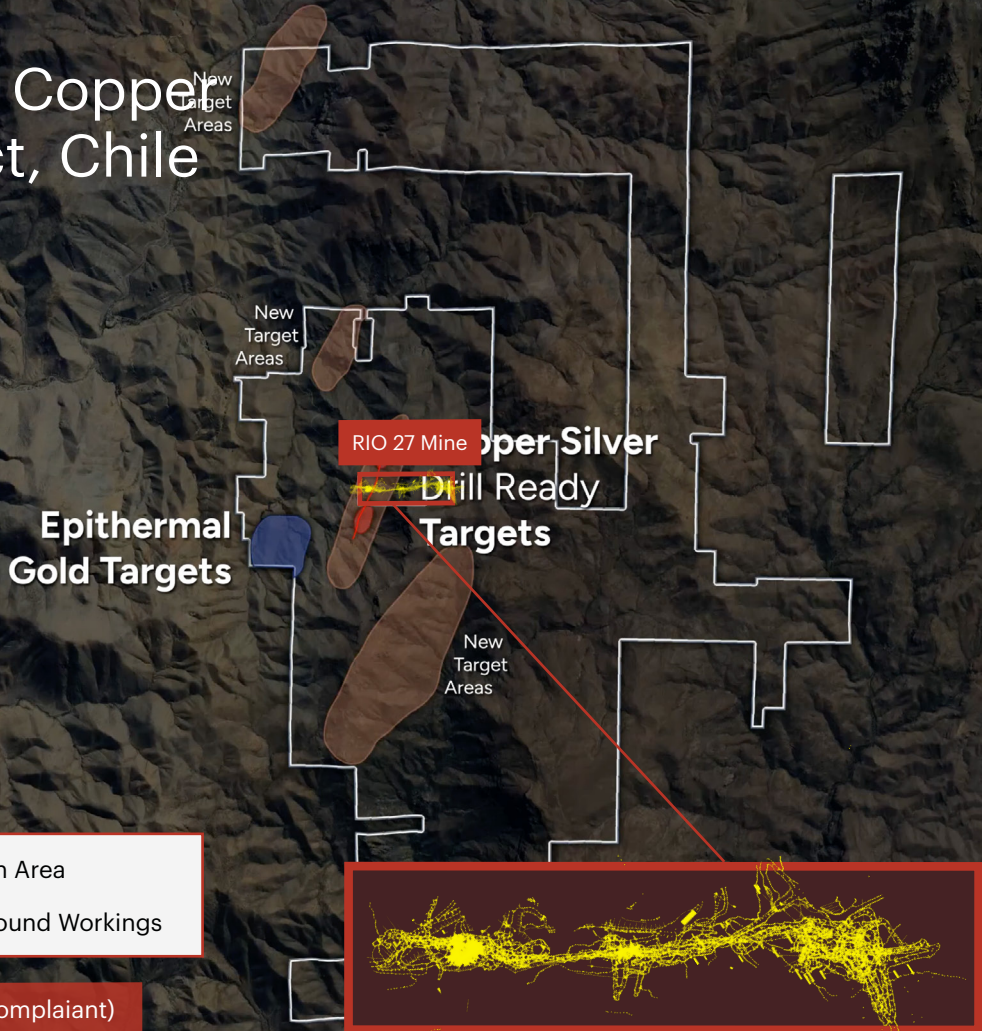 Copper
ct, Chile
New
Target
Areas
New
Target
Areas
RIO 27 Mine
pper Silver
Drill Ready
Targets
Epithermal
Gold Targets
New
Target
Areas
n Area
ound Workings
omplaiant)